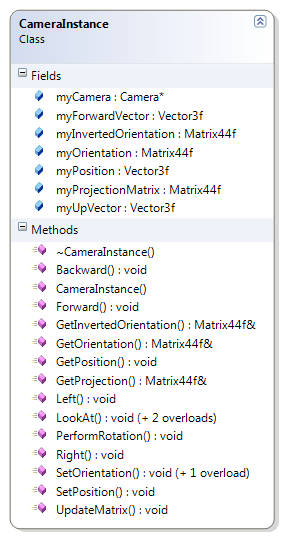 CameraInstance
Class
Fields
myCamera : Camera*
myForwardVector : Vector3f
myInvertedOrientation : Matrix44f
myOrientation : Matrix44f
myPosition : Vector3f
myProjectionMatrix : Matrix44f
myUpVector : Vector3f
Methods
~CameraInstance()
Backward() : void
CameraInstance()
Forward() : void
GetInvertedOrientation() : Matrix44f&
GetOrientation() : Matrix44f&
GetPosition() : void
GetProjection() : Matrix44f&
Left() : void
LookAt() : void (+ 2 overloads)
PerformRotation() : void
Right() : void
SetOrientation() : void (+ 1 overload)
SetPosition() : void
UpdateMatrix() : void